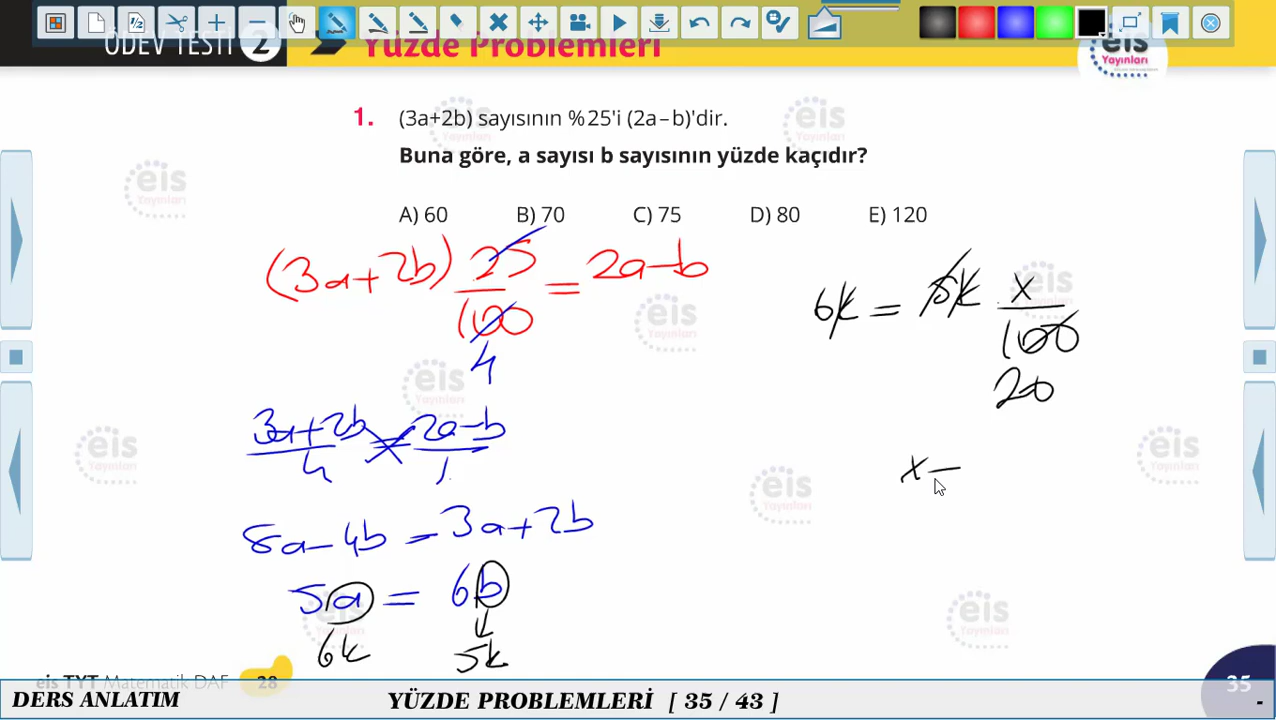 ÖDEV TESTİ 2 Yüzde Problemleri
eis
Yayınları
1. (3a+2b) sayısının %25'i (2a–b)'dir.
Buna göre, a sayısı b sayısının yüzde kaçıdır?
A) 60 B) 70 C) 75 D) 80 E) 120
(3a+2b) 25/100 = 2a-b
4
6k = 5k x/100
20
3a+2b/4 = 2a-b/1
x =
8a-4b = 3a+2b
5a = 6b
6k 5k
eis TYT Matematik DAF 28
35
DERS ANLATIM YÜZDE PROBLEMLERİ [ 35 / 43 ] -